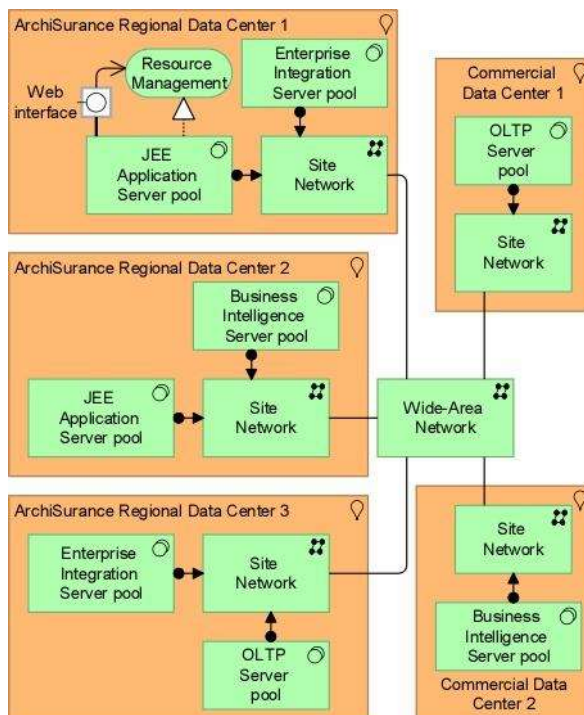 ArchiSurance Regional Data Center 1
Resource
Management
Web
interface
Enterprise
Integration
Server pool
JEE
Application
Server pool
Site
Network
Commercial
Data Center 1
OLTP
Server
pool
Site
Network
ArchiSurance Regional Data Center 2
Business
Intelligence
Server pool
JEE
Application
Server pool
Site
Network
Wide-Area
Network
ArchiSurance Regional Data Center 3
Enterprise
Integration
Server pool
Site
Network
OLTP
Server
pool
Site
Network
Business
Intelligence
Server pool
Commercial Data
Center 2